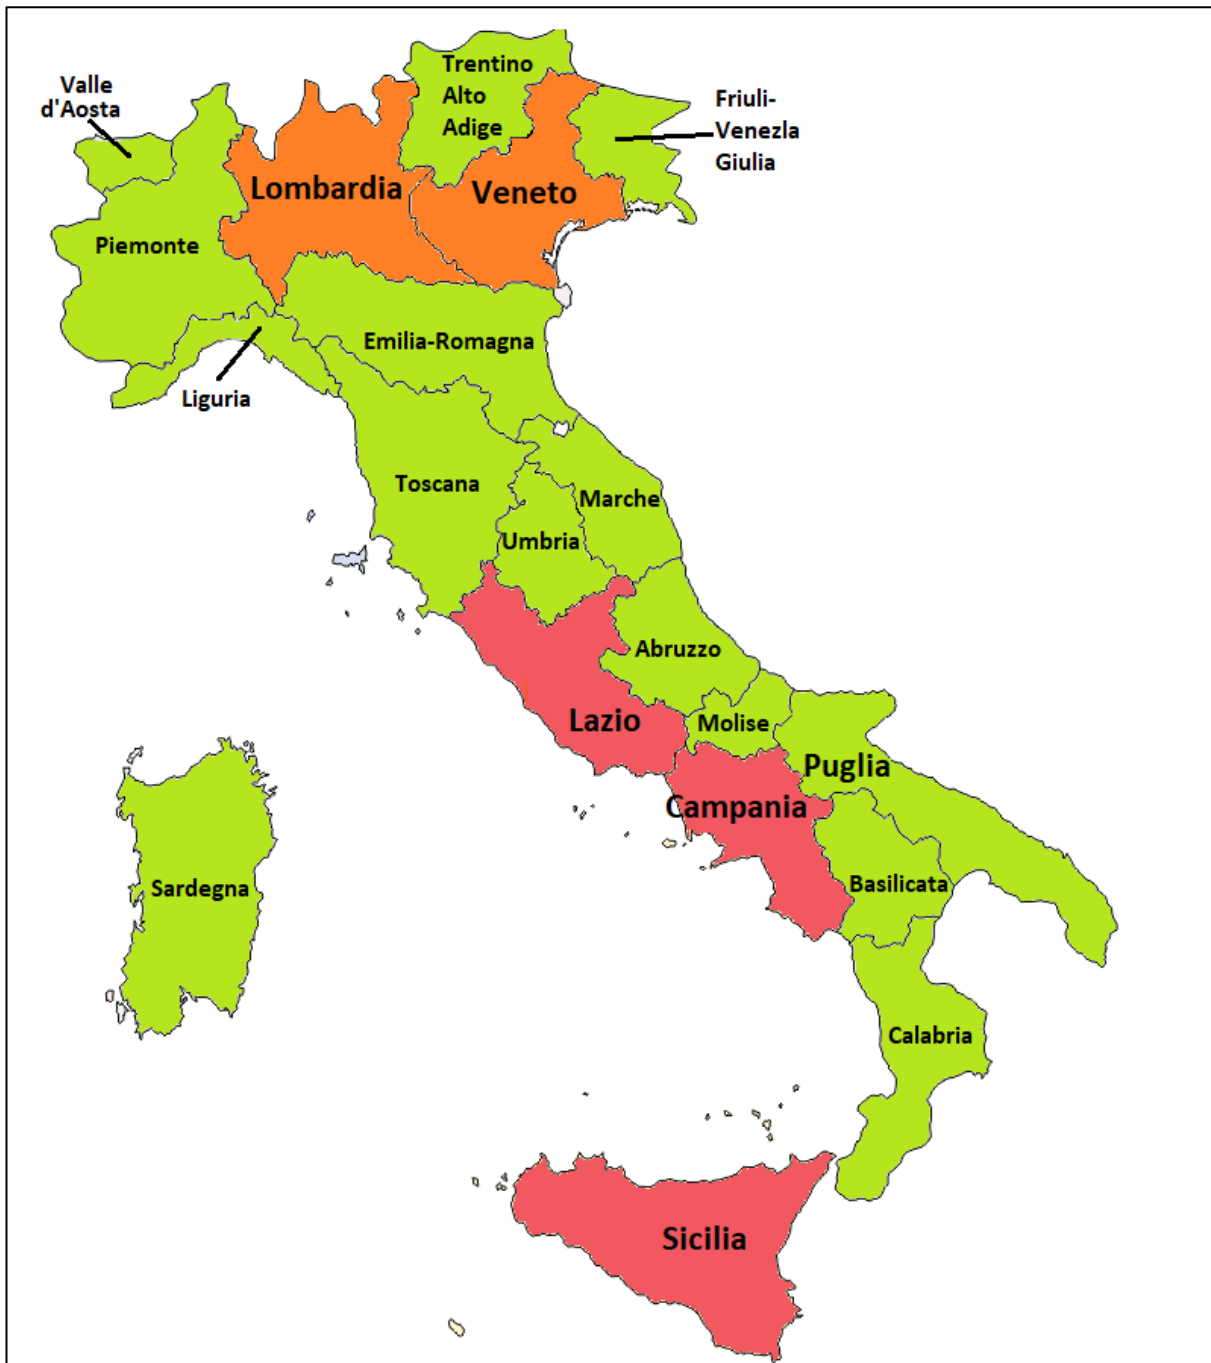 Valle
d'Aosta
Trentino
Alto
Adige
Friuli-
Venezla
Giulia
Lombardia
Veneto
Piemonte
Emilia-Romagna
Liguria
Toscana
Marche
Umbria
Abruzzo
Lazio
Molise
Puglia
Campania
Basilicata
Sardegna
Calabria
Sicilia